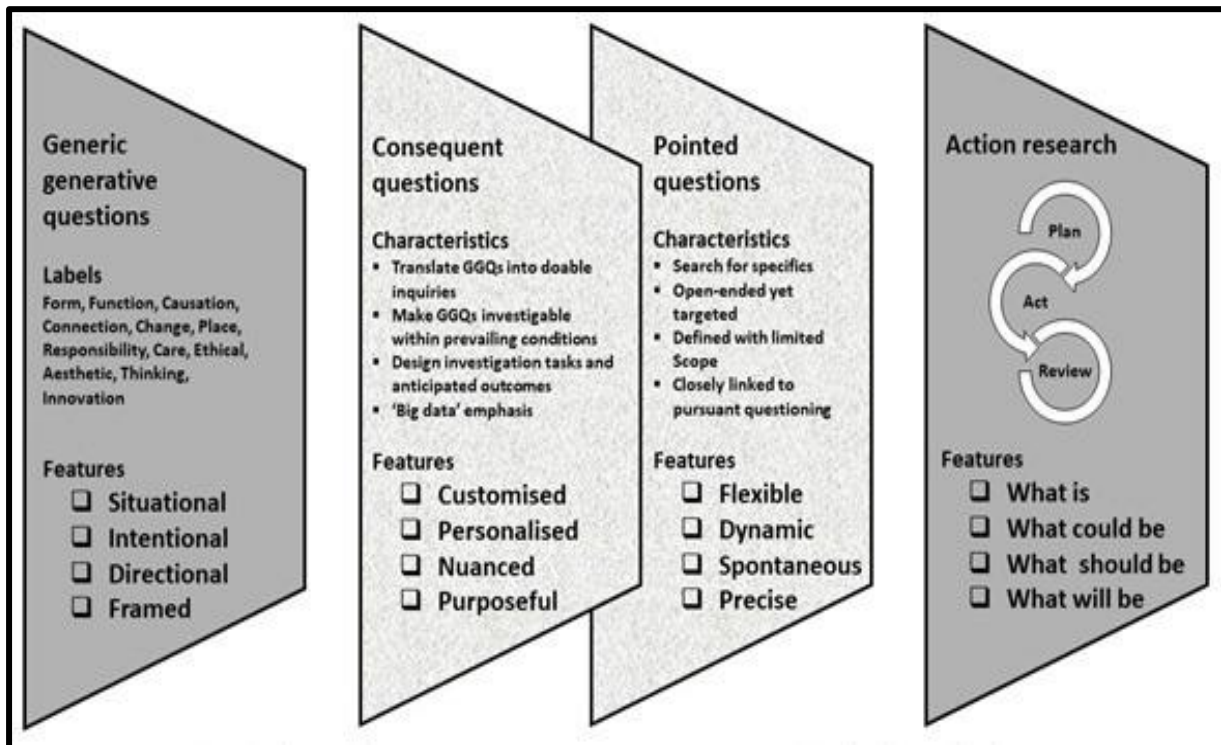 Generic
generative
questions
Labels
Form, Function, Causation,
Connection, Change, Place,
Responsibility, Care, Ethical,
Aesthetic, Thinking,
Innovation
Features
❑ Situational
❑ Intentional
❑ Directional
❑ Framed
Consequent
questions
Characteristics
▪ Translate GGQs into doable
inquiries
▪ Make GGQs investigable
within prevailing conditions
▪ Design investigation tasks and
anticipated outcomes
▪ ‘Big data’ emphasis
Features
❑ Customised
❑ Personalised
❑ Nuanced
❑ Purposeful
Pointed
questions
Characteristics
▪ Search for specifics
▪ Open-ended yet
targeted
▪ Defined with limited
Scope
▪ Closely linked to
pursuant questioning
Features
❑ Flexible
❑ Dynamic
❑ Spontaneous
❑ Precise
Action research
Plan
Act
Review
Features
❑ What is
❑ What could be
❑ What should be
❑ What will be